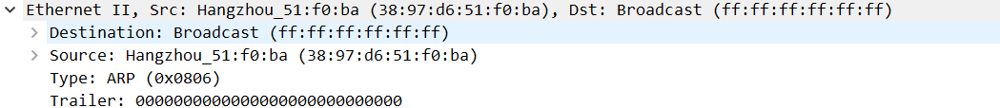 Ethernet II, Src: Hangzhou_51:f0:ba (38:97:d6:51:f0:ba), Dst: Broadcast (ff:ff:ff:ff:ff:ff)
Destination: Broadcast (ff:ff:ff:ff:ff:ff)
Source: Hangzhou_51:f0:ba (38:97:d6:51:f0:ba)
Type: ARP (0x0806)
Trailer: 0000000000000000000000000000